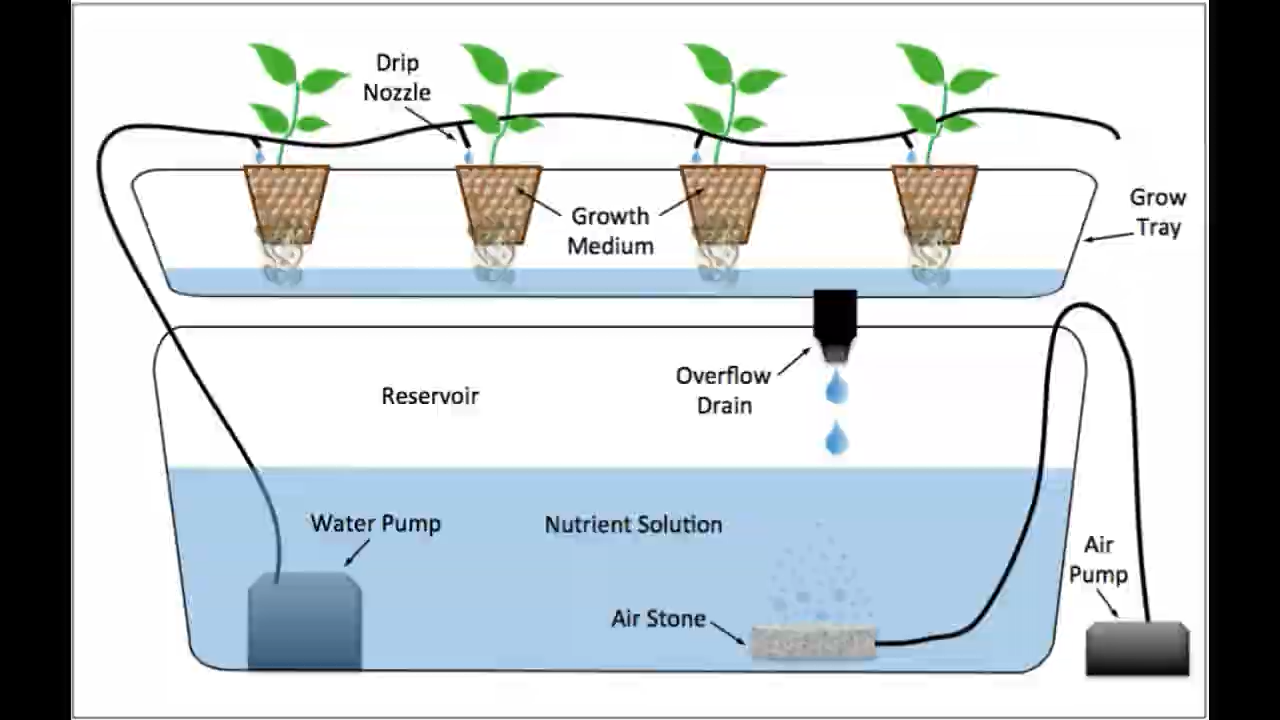 Drip
Nozzle
Growth
Medium
Grow
Tray
Overflow
Drain
Reservoir
Water Pump
Nutrient Solution
Air
Pump
Air Stone